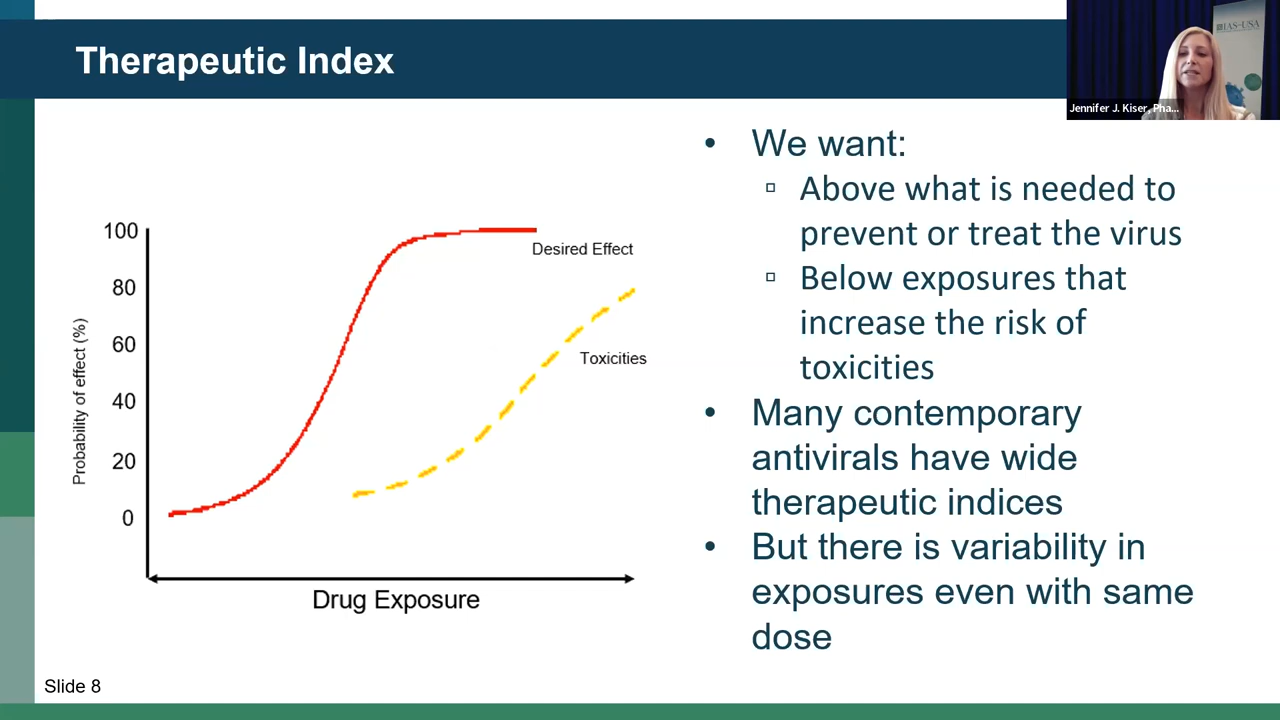 Therapeutic Index
IAS-USA
Jennifer J. Kiser, Pha...
100
80
60
40
20
0
Probability of effect (%)
Desired Effect
Toxicities
Drug Exposure
• We want:
▫ Above what is needed to
prevent or treat the virus
▫ Below exposures that
increase the risk of
toxicities
• Many contemporary
antivirals have wide
therapeutic indices
• But there is variability in
exposures even with same
dose
Slide 8